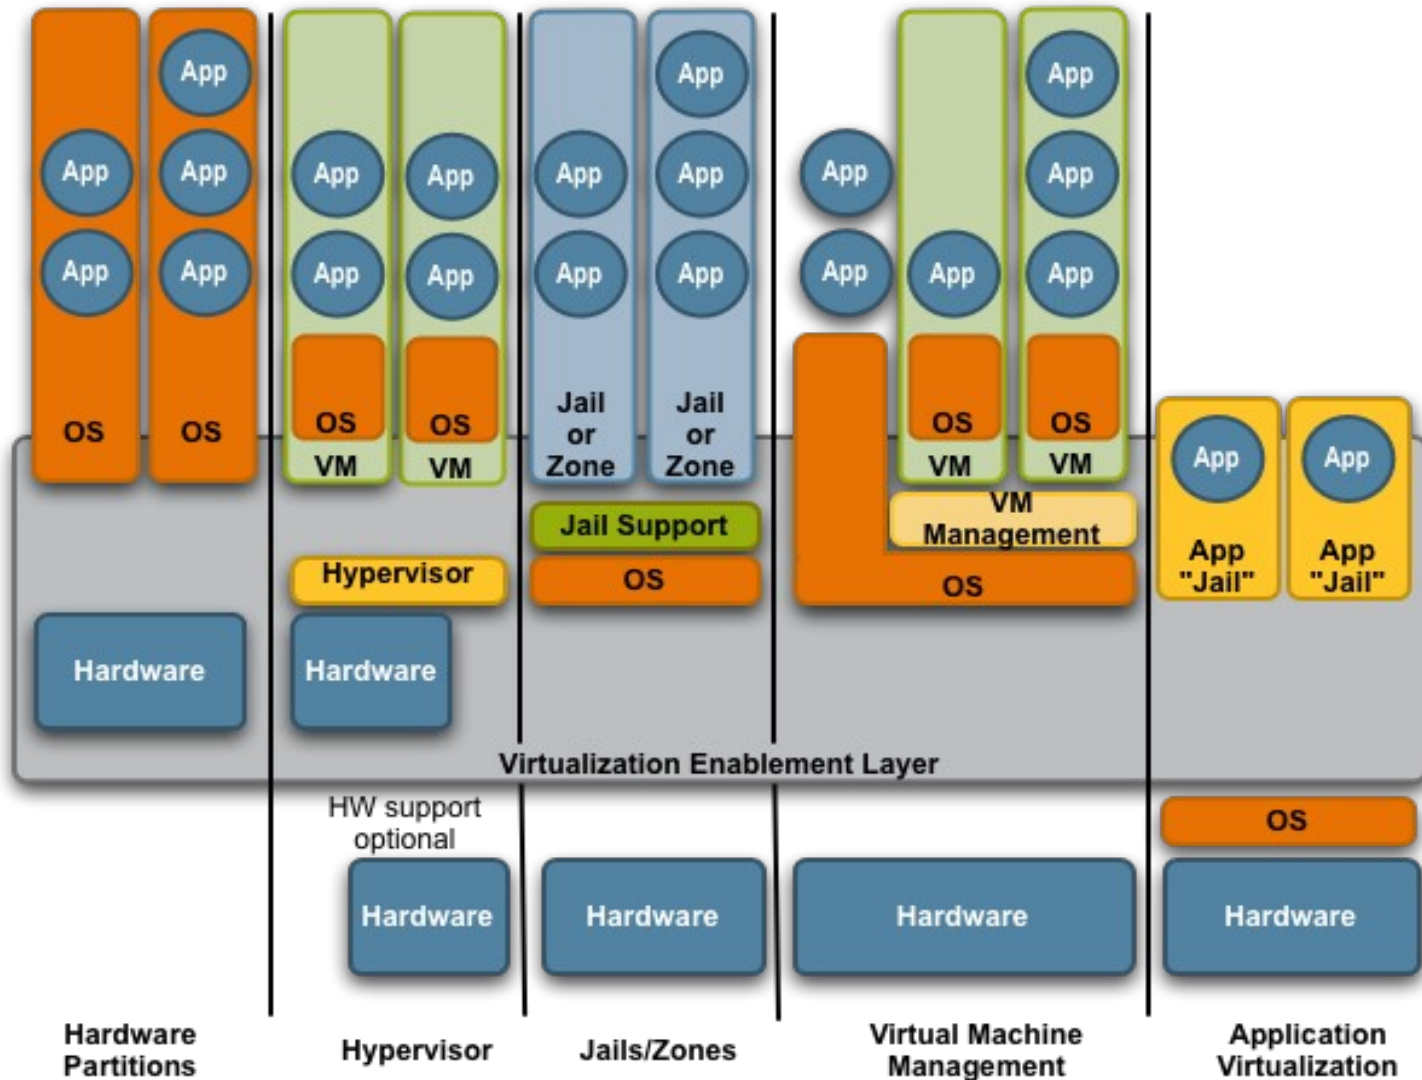 App
App
App
App
App
OS
OS
Hardware
App
App
App
App
OS
OS
VM
VM
Hypervisor
Hardware
HW support
optional
Hardware
App
App
App
App
App
Jail
or
Zone
Jail
or
Zone
Jail Support
OS
Hardware
App
App
App
App
App
App
OS
OS
VM
VM
VM
Management
OS
Hardware
App
App
App
"Jail"
App
"Jail"
OS
Hardware
Virtualization Enablement Layer
Hardware
Partitions
Hypervisor
Jails/Zones
Virtual Machine
Management
Application
Virtualization